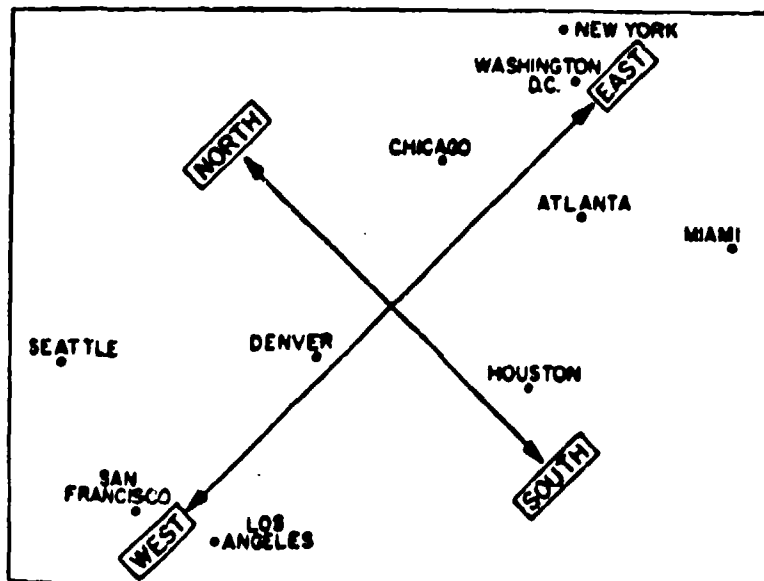 NEW YORK
WASHINGTON
D.C.
EAST
NORTH
CHICAGO
ATLANTA
MIAMI
SEATTLE
DENVER
HOUSTON
SAN
FRANCISCO
SOUTH
WEST
LOS
ANGELES